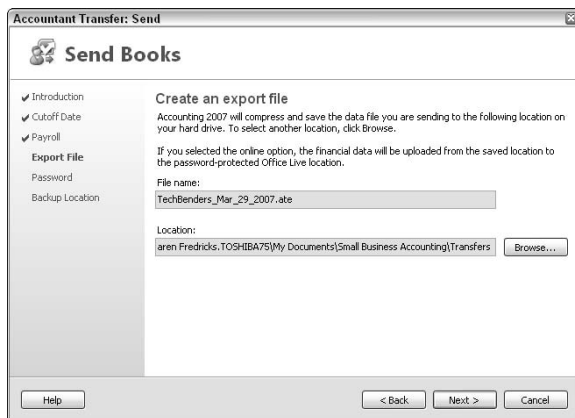 Accountant Transfer: Send
Send Books
Introduction
Cutoff Date
Payroll
Export File
Password
Backup Location
Create an export file
Accounting 2007 will compress and save the data file you are sending to the following location on
your hard drive. To select another location, click Browse.
If you selected the online option, the financial data will be uploaded from the saved location to
the password-protected Office Live location.
File name:
TechBenders_Mar_29_2007.ate
Location:
aren Fredricks.TOSHIBA75\My Documents\Small Business Accounting\Transfers
Browse...
Help
< Back
Next >
Cancel